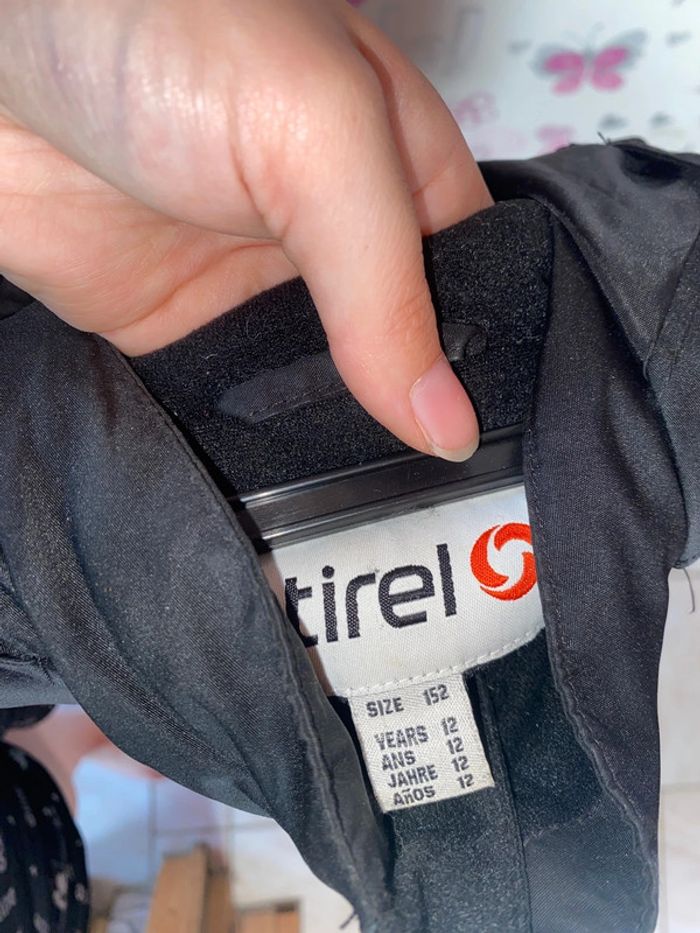 tirel
SIZE 152
YEARS 12
ANS 12
JAHRE 12
AÑOS 12